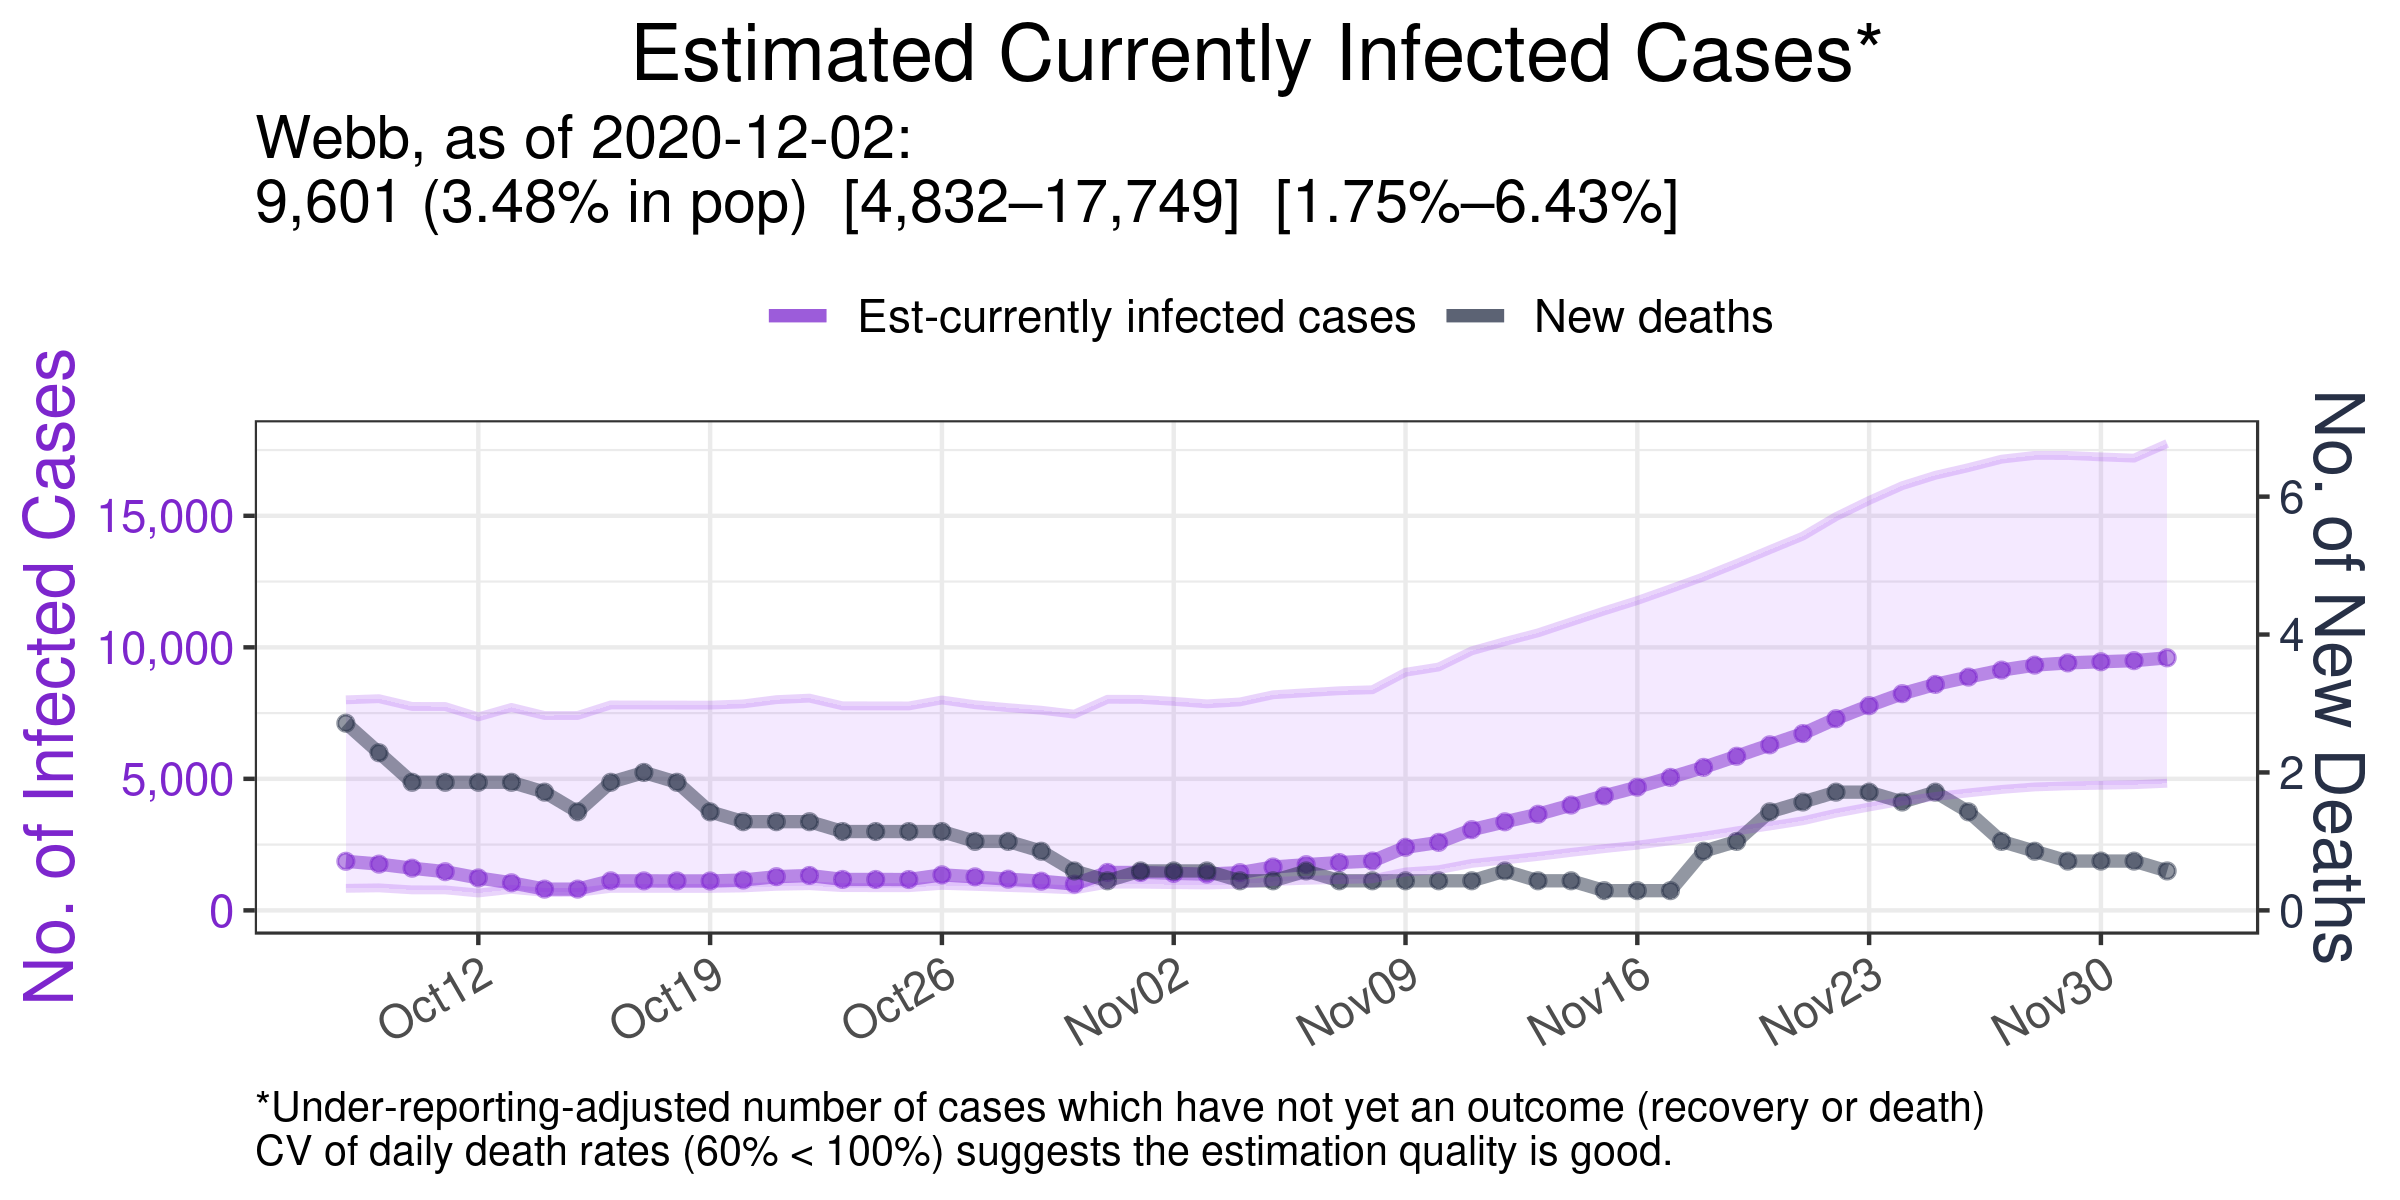 Estimated Currently Infected Cases*
Webb, as of 2020-12-02:
9,601 (3.48% in pop) [4,832–17,749] [1.75%–6.43%]
Est-currently infected cases
New deaths
No. of Infected Cases
15,000
10,000
5,000
0
No. of New Deaths
6
4
2
0
Oct12
Oct19
Oct26
Nov02
Nov09
Nov16
Nov23
Nov30
*Under-reporting-adjusted number of cases which have not yet an outcome (recovery or death)
CV of daily death rates (60% < 100%) suggests the estimation quality is good.